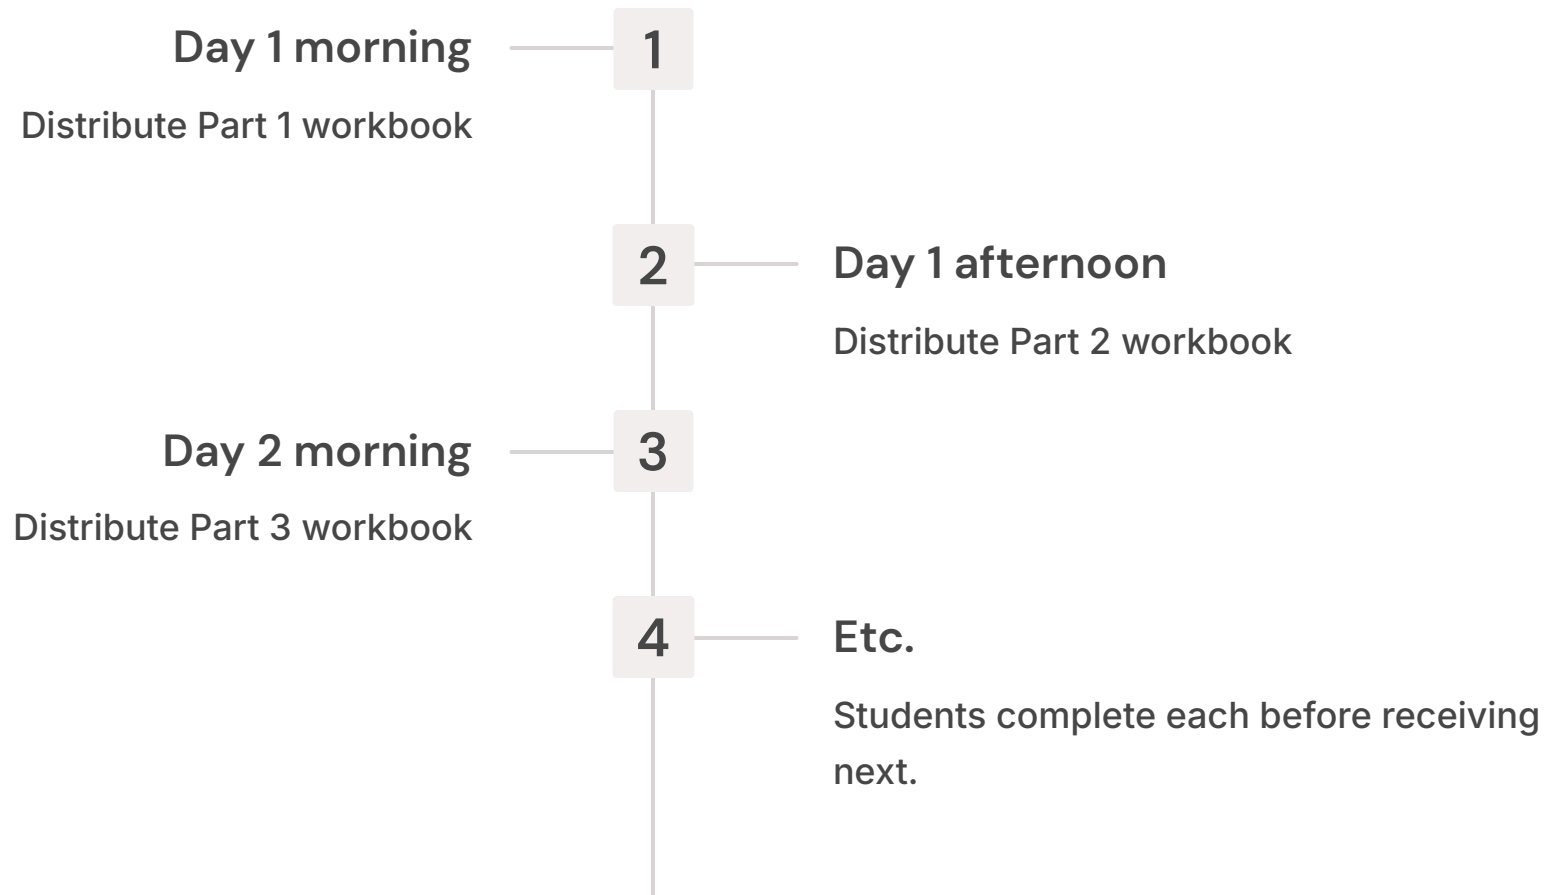 Day 1 morning
1
Distribute Part 1 workbook
2
Day 1 afternoon
Distribute Part 2 workbook
Day 2 morning
3
Distribute Part 3 workbook
4
Etc.
Students complete each before receiving
next.